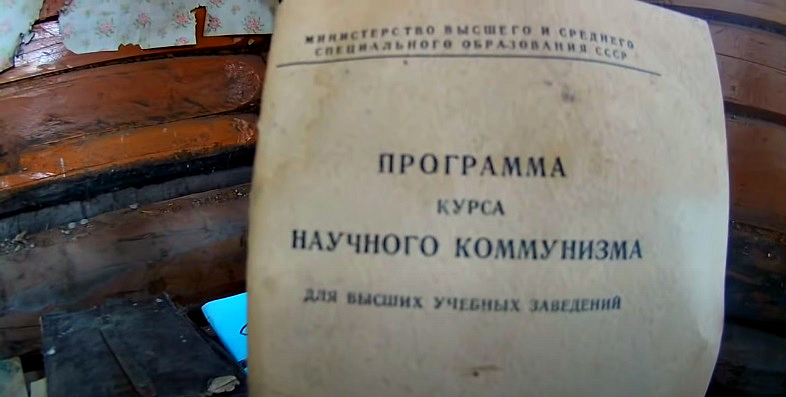 МИНИСТЕРСТВО ВЫСШЕГО И СРЕДНЕГО
СПЕЦИАЛЬНОГО ОБРАЗОВАНИЯ СССР
ПРОГРАММА
КУРСА
НАУЧНОГО КОММУНИЗМА
ДЛЯ ВЫСШИХ УЧЕБНЫХ ЗАВЕДЕНИЙ